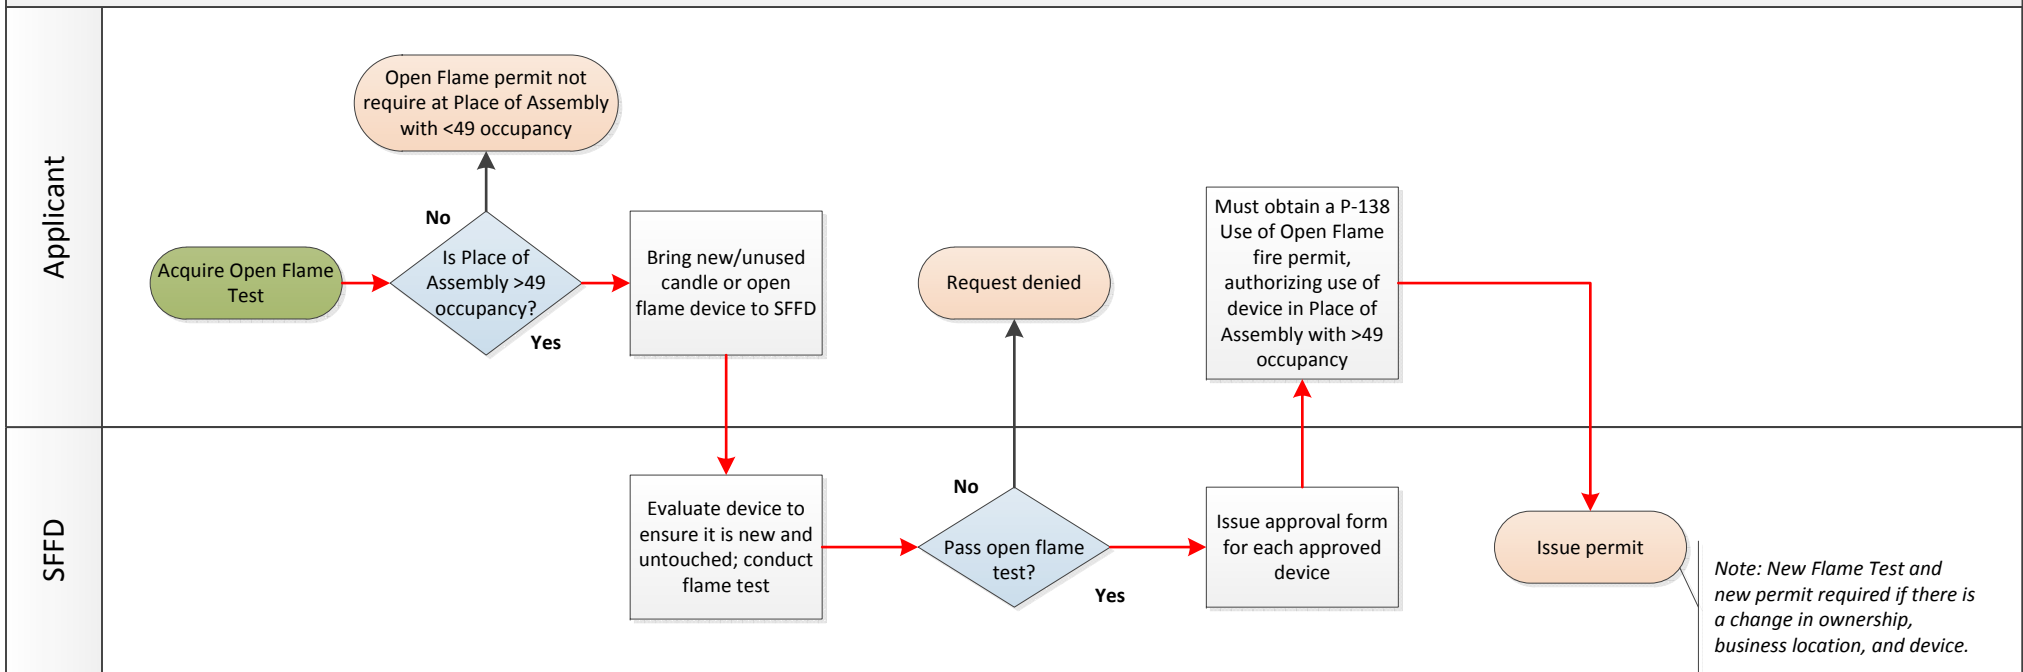 Applicant
Open Flame permit not
require at Place of Assembly
with <49 occupancy
No
Acquire Open Flame
Test
Is Place of
Assembly >49
occupancy?
Yes
Bring new/unused
candle or open
flame device to SFFD
Request denied
Must obtain a P-138
Use of Open Flame
fire permit,
authorizing use of
device in Place of
Assembly with >49
occupancy
SFFD
Evaluate device to
ensure it is new and
untouched; conduct
flame test
No
Pass open flame
test?
Yes
Issue approval form
for each approved
device
Issue permit
Note: New Flame Test and
new permit required if there is
a change in ownership,
business location, and device.